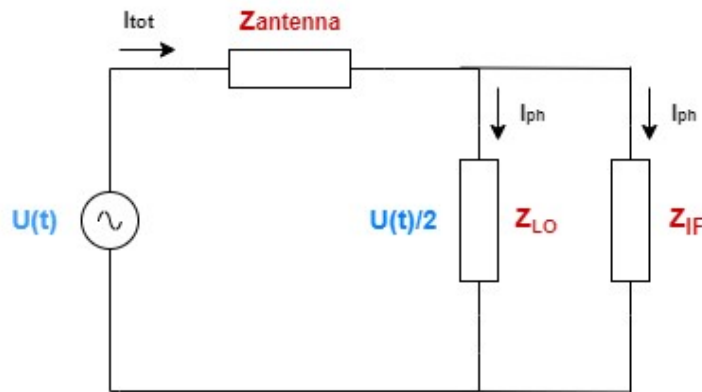 Itot
Zantenna
Iph
Iph
U(t)
U(t)/2
ZLO
ZIF